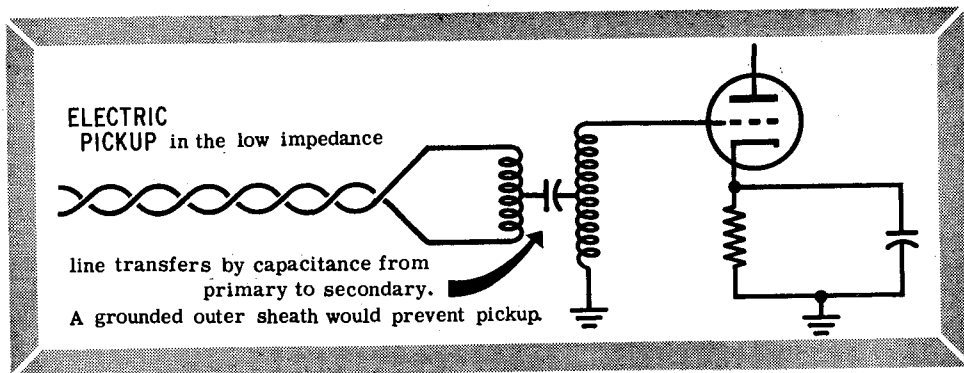 ELECTRIC
PICKUP in the low impedance
line transfers by capacitance from
primary to secondary.
A grounded outer sheath would prevent pickup.